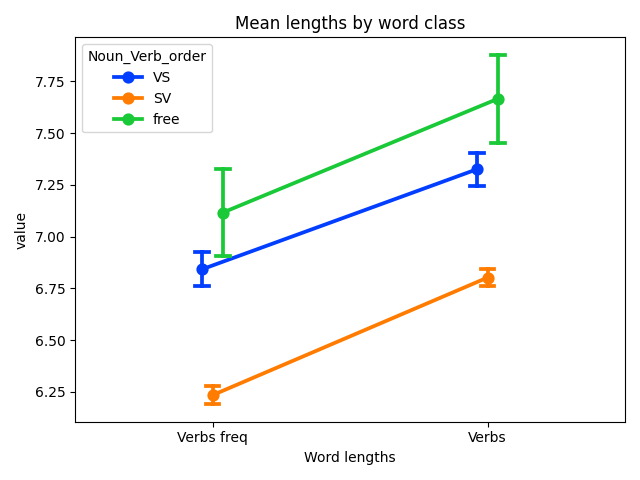 Mean lengths by word class
Noun_Verb_order
VS
SV
free
value
7.75
7.50
7.25
7.00
6.75
6.50
6.25
Verbs freq
Verbs
Word lengths